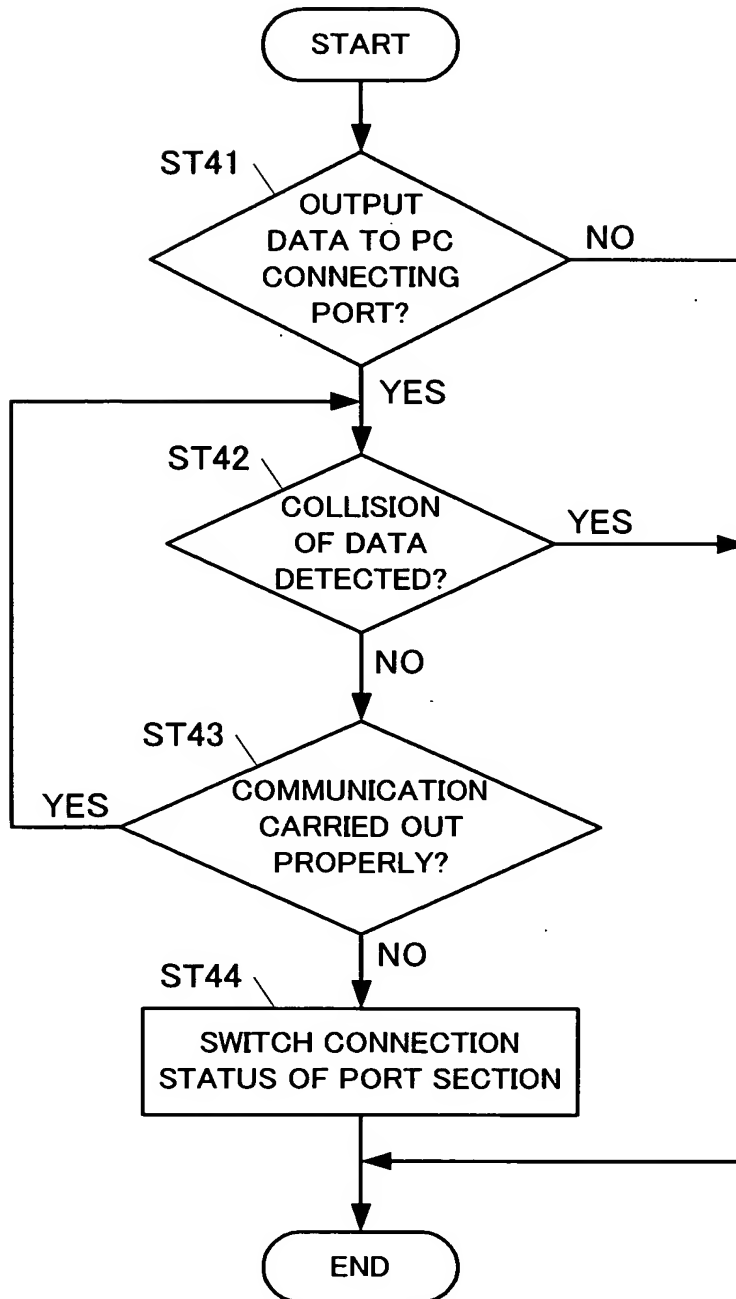 START
ST41
OUTPUT
DATA TO PC
CONNECTING
PORT?
NO
YES
ST42
COLLISION
OF DATA
DETECTED?
YES
NO
ST43
YES
COMMUNICATION
CARRIED OUT
PROPERLY?
NO
ST44
SWITCH CONNECTION
STATUS OF PORT SECTION
END